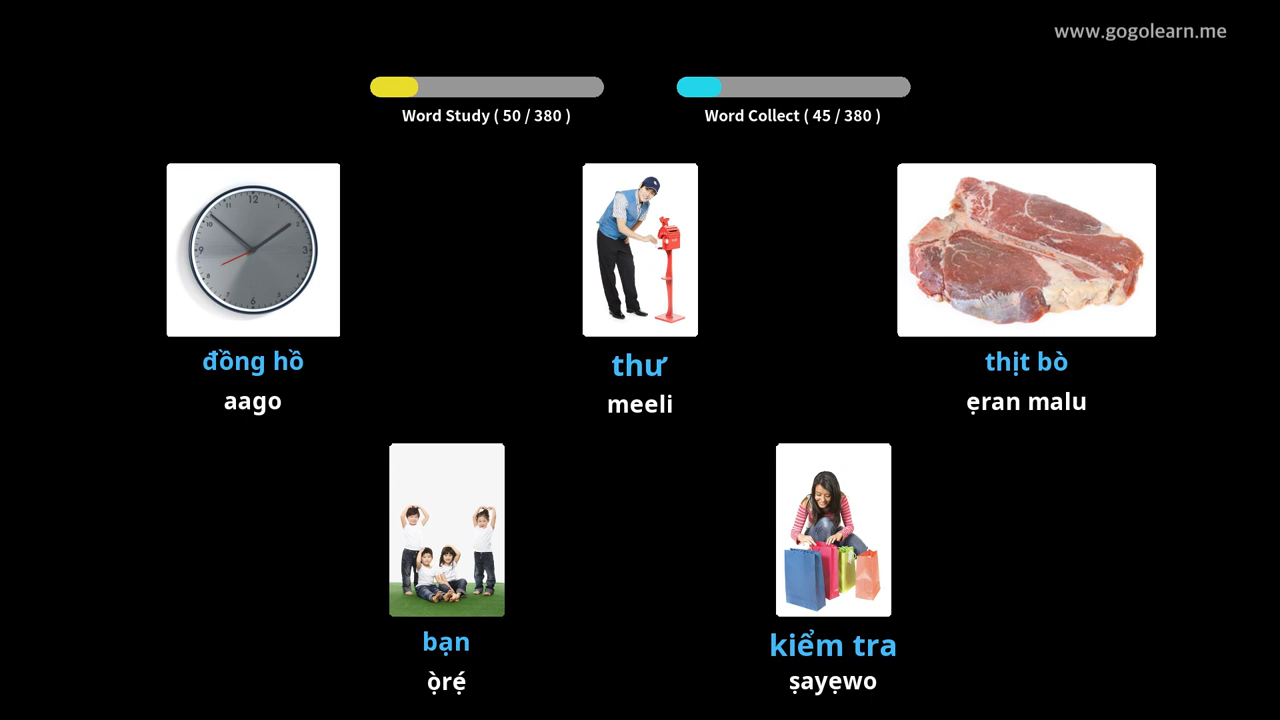 www.gogolearn.me
Word Study ( 50 / 380 )
Word Collect ( 45 / 380 )
đồng hồ
aago
thư
meeli
thịt bò
ẹran malu
bạn
ọ̀rẹ́
kiểm tra
ṣayẹwo